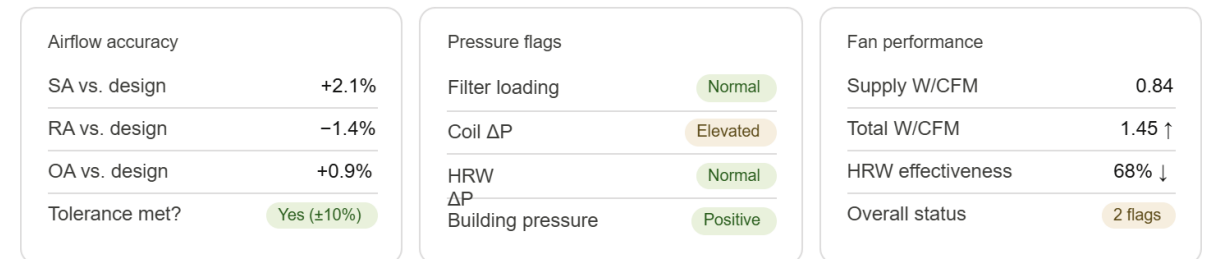 Airflow accuracy
SA vs. design +2.1%
RA vs. design −1.4%
OA vs. design +0.9%
Tolerance met? Yes (±10%)
Pressure flags
Filter loading Normal
Coil ΔP Elevated
HRW Normal
ΔP
Building pressure Positive
Fan performance
Supply W/CFM 0.84
Total W/CFM 1.45 ↑
HRW effectiveness 68% ↓
Overall status 2 flags